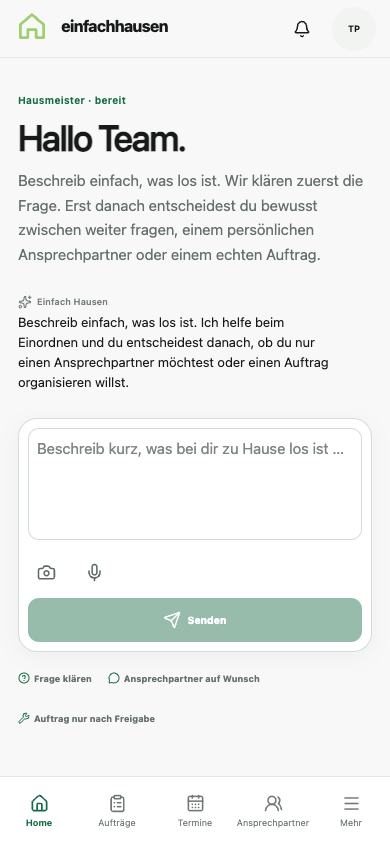 einfachhausen
TP
Hausmeister · bereit
Hallo Team.
Beschreib einfach, was los ist. Wir klären zuerst die
Frage. Erst danach entscheidest du bewusst
zwischen weiter fragen, einem persönlichen
Ansprechpartner oder einem echten Auftrag.
Einfach Hausen
Beschreib einfach, was los ist. Ich helfe beim
Einordnen und du entscheidest danach, ob du nur
einen Ansprechpartner möchtest oder einen Auftrag
organisieren willst.
Beschreib kurz, was bei dir zu Hause los ist ...
Senden
Frage klären
Ansprechpartner auf Wunsch
Auftrag nur nach Freigabe
Home
Aufträge
Termine
Ansprechpartner
Mehr